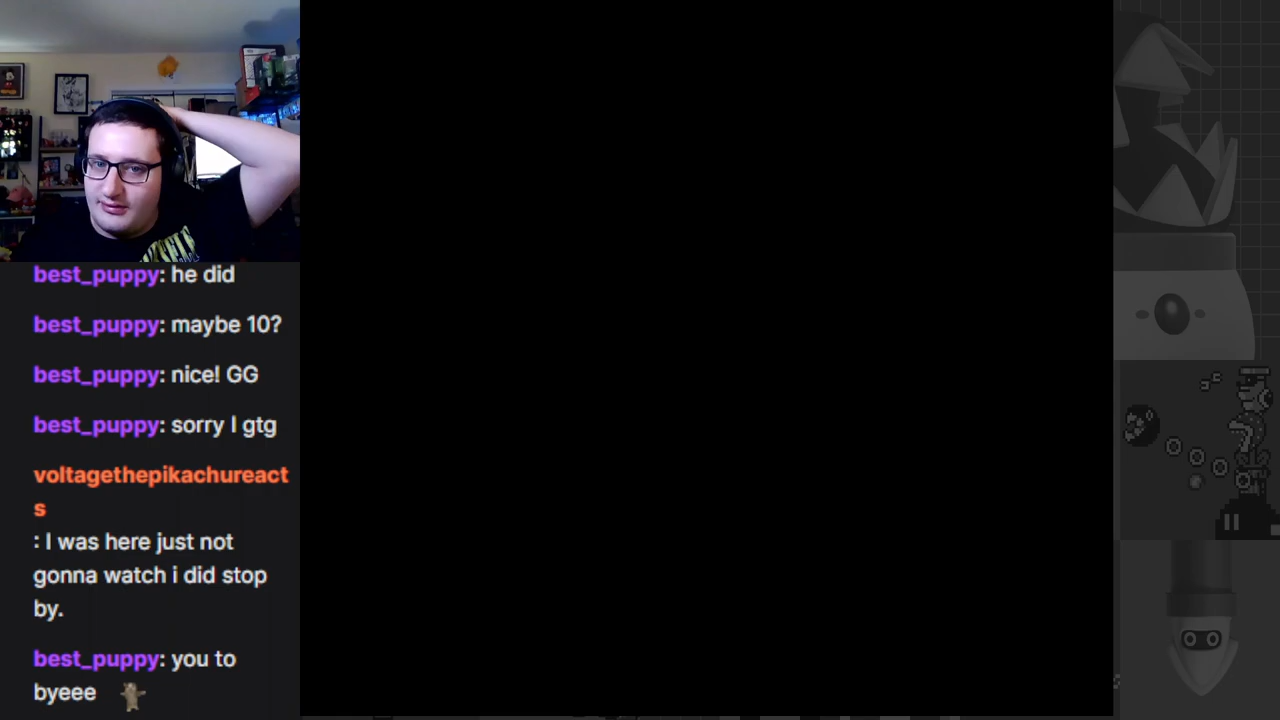 best_puppy: he did
best_puppy: maybe 10?
best_puppy: nice! GG
best_puppy: sorry I gtg
voltagethepikachureact
s
: I was here just not
gonna watch i did stop
by.
best_puppy: you to
byeee